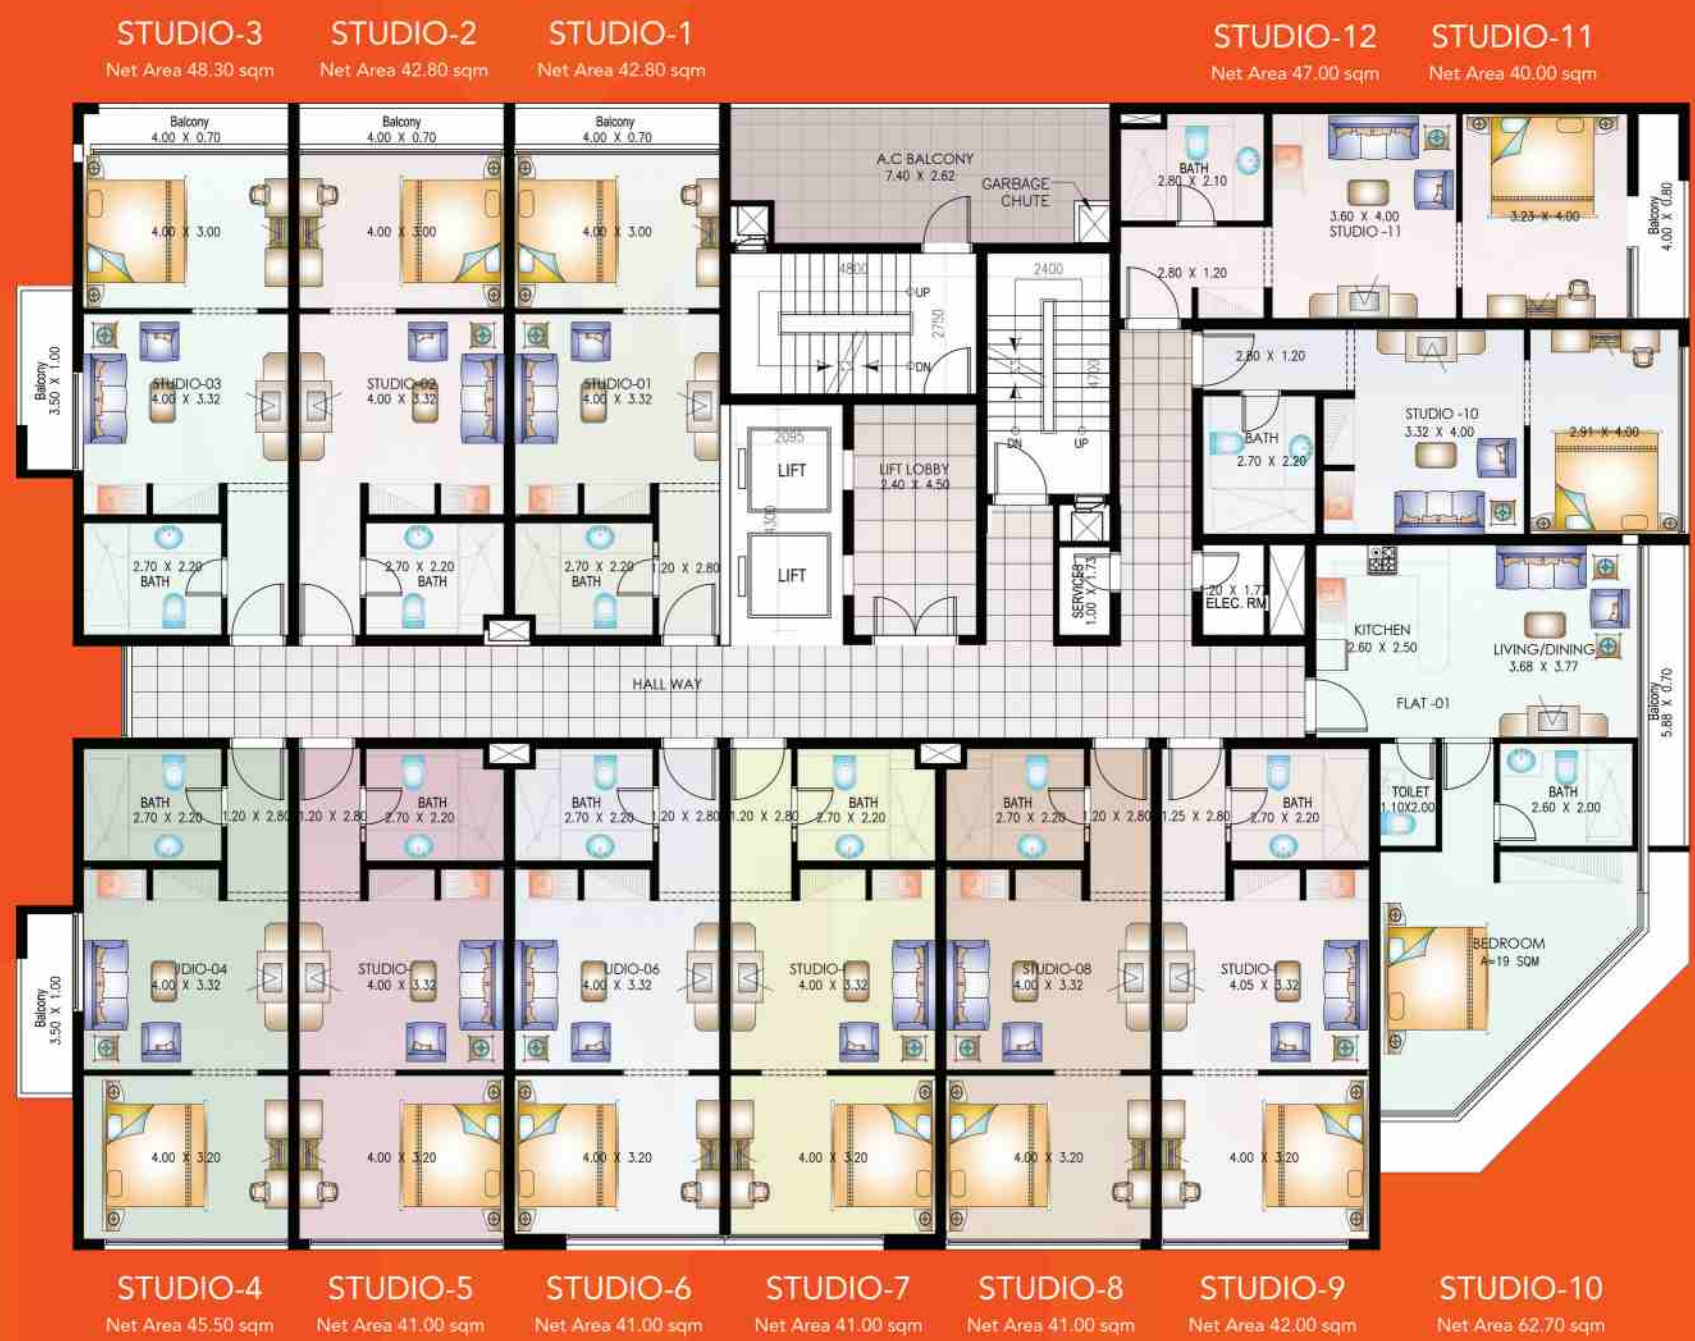 STUDIO-3
Net Area 48.30 sqm
STUDIO-2
Net Area 42.80 sqm
STUDIO-1
Net Area 42.80 sqm
STUDIO-12
Net Area 47.00 sqm
STUDIO-11
Net Area 40.00 sqm
Balcony
4.00 X 0.70
Balcony
4.00 X 0.70
Balcony
4.00 X 0.70
A.C BALCONY
7.40 X 2.62
GARBAGE
CHUTE
BATH
2.80 X 2.10
3.60 X 4.00
STUDIO -11
3.23 X 4.00
Balcony
4.00 X 0.80
4.00 X 3.00
4.00 X 3.00
4.00 X 3.00
4800
UP
2750
DN
2400
4700
DN
UP
2.80 X 1.20
2.80 X 1.20
Balcony
3.50 X 1.00
STUDIO-03
4.00 X 3.32
STUDIO-02
4.00 X 3.32
STUDIO-01
4.00 X 3.32
2095
LIFT
4300
LIFT
LIFT LOBBY
2.40 X 4.50
BATH
2.70 X 2.20
STUDIO -10
3.32 X 4.00
2.91 X 4.00
2.70 X 2.20
BATH
2.70 X 2.20
BATH
2.70 X 2.20
BATH
1.20 X 2.80
SERVICES
1.00 X 1.73
ELEC. RM
KITCHEN
2.60 X 2.50
LIVING/DINING
3.68 X 3.77
FLAT -01
Balcony
5.88 X 0.70
HALL WAY
BATH
2.70 X 2.20
1.20 X 2.80
1.20 X 2.80
BATH
2.70 X 2.20
BATH
2.70 X 2.20
1.20 X 2.80
1.20 X 2.80
BATH
2.70 X 2.20
BATH
2.70 X 2.20
1.20 X 2.80
1.25 X 2.80
BATH
2.70 X 2.20
TOILET
1.10X2.00
BATH
2.60 X 2.00
Balcony
3.50 X 1.00
UDIO-04
4.00 X 3.32
STUDIO-
4.00 X 3.32
UDIO-06
4.00 X 3.32
STUDIO-
4.00 X 3.32
STUDIO-08
4.00 X 3.32
STUDIO-
4.05 X 3.32
BEDROOM
A=19 SQM
4.00 X 3.20
4.00 X 3.20
4.00 X 3.20
4.00 X 3.20
4.00 X 3.20
4.00 X 3.20
STUDIO-4
Net Area 45.50 sqm
STUDIO-5
Net Area 41.00 sqm
STUDIO-6
Net Area 41.00 sqm
STUDIO-7
Net Area 41.00 sqm
STUDIO-8
Net Area 41.00 sqm
STUDIO-9
Net Area 42.00 sqm
STUDIO-10
Net Area 62.70 sqm